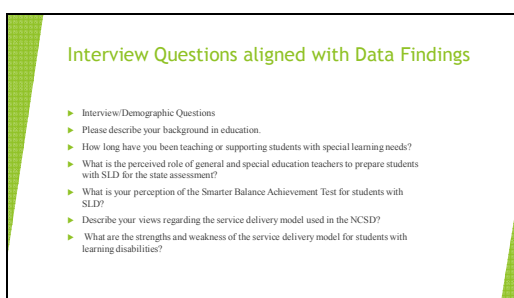 Interview Questions aligned with Data Findings
Interview/Demographic Questions
Please describe your background in education.
How long have you been teaching or supporting students with special learning needs?
What is the perceived role of general and special education teachers to prepare students
with SLD for the state assessment?
What is your perception of the Smarter Balance Achievement Test for students with
SLD?
Describe your views regarding the service delivery model used in the NCSD?
What are the strengths and weakness of the service delivery model for students with
learning disabilities?